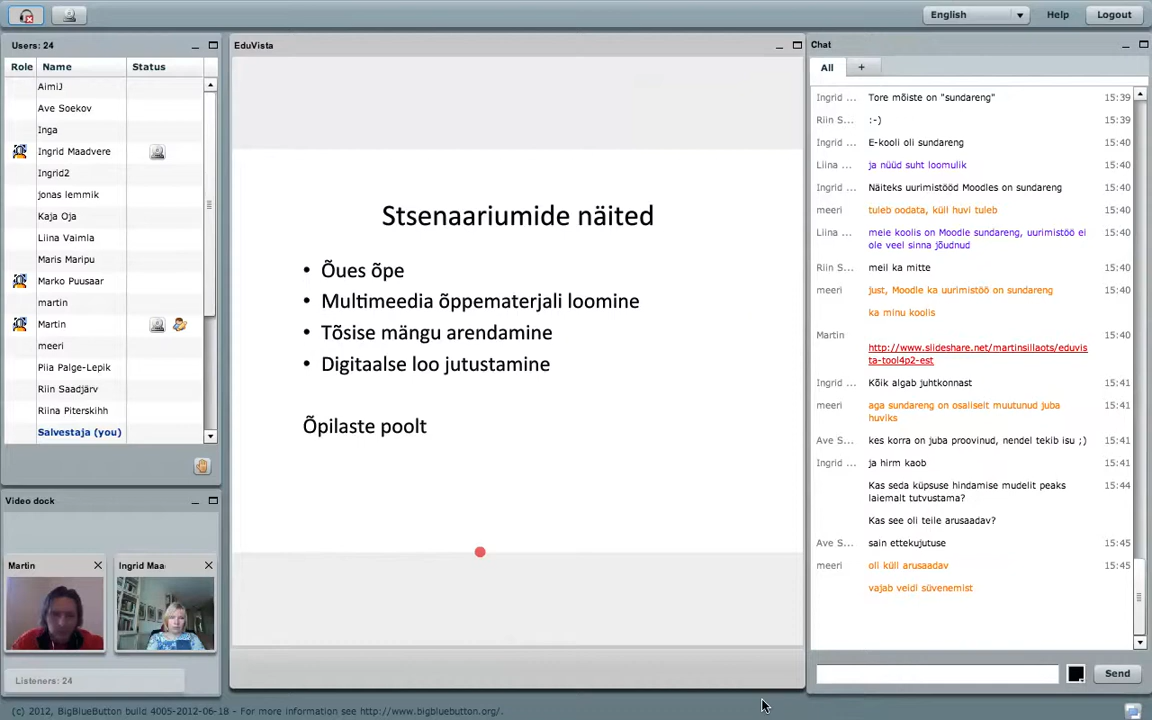 English
Help
Logout
Users: 24
Role Name Status
AimiJ
Ave Soekov
Inga
Ingrid Maadvere
Ingrid2
jonas lemmik
Kaja Oja
Liina Vaimla
Maris Maripu
Marko Puusaar
martin
Martin
meeri
Piia Palge-Lepik
Riin Saadjärv
Riina Piterskihh
Salvestaja (you)
Video dock
Martin
Ingrid Maa
Listeners: 24
EduVista
Stsenaariumide näited
• Õues õpe
• Multimeedia õppematerjali loomine
• Tõsise mängu arendamine
• Digitaalse loo jutustamine
Õpilaste poolt
Chat
All +
Ingrid ... Tore mõiste on "sundareng" 15:39
Riin S... :-) 15:39
Ingrid ... E-kooli oli sundareng 15:40
Liina ... ja nüüd suht loomulik 15:40
Ingrid ... Näiteks uurimistööd Moodles on sundareng 15:40
meeri tuleb oodata, küll huvi tuleb 15:40
Liina ... meie koolis on Moodle sundareng, uurimistöö ei 15:40
ole veel sinna jõudnud
Riin S... meil ka mitte 15:40
meeri just, Moodle ka uurimistöö on sundareng 15:40
ka minu koolis
Martin 15:40
http://www.slideshare.net/martinsillaots/eduvis
ta-tool4p2-est
Ingrid ... Kõik algab juhtkonnast 15:41
meeri aga sundareng on osaliselt muutunud juba 15:41
huviks
Ave S... kes korra on juba proovinud, nendel tekib isu ;) 15:41
Ingrid ... ja hirm kaob 15:41
Kas seda küpsuse hindamise mudelit peaks 15:44
laiemalt tutvustama?
Kas see oli teile arusaadav?
Ave S... sain ettekujutuse 15:45
meeri oli küll arusaadav 15:45
vajab veidi süvenemist
Send
(c) 2012, BigBlueButton build 4005-2012-06-18 - For more information see http://www.bigbluebutton.org/.